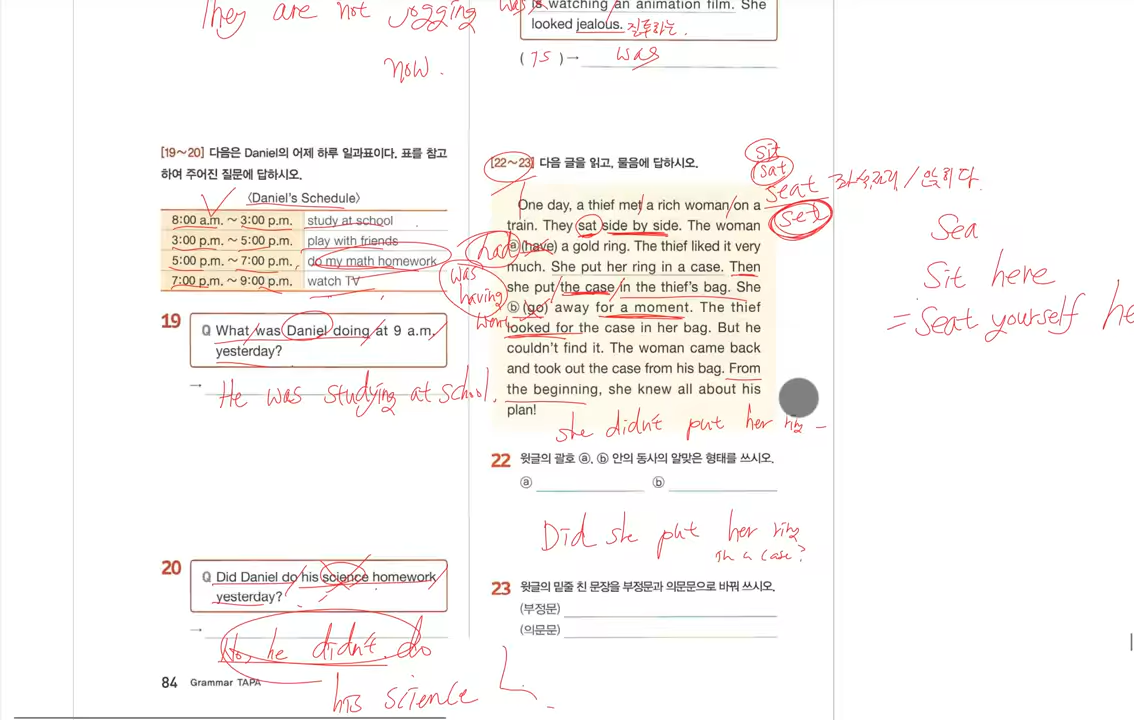 They are not jogging
now.
is watching an animation film. She
was
looked jealous. 질투하는.
( is ) →
was
[19~20] 다음은 Daniel의 어제 하루 일과표이다. 표를 참고
하여 주어진 질문에 답하시오.
〈Daniel's Schedule〉
8:00 a.m. ~ 3:00 p.m. study at school
3:00 p.m. ~ 5:00 p.m. play with friends
5:00 p.m. ~ 7:00 p.m. do my math homework
7:00 p.m. ~ 9:00 p.m. watch TV
19
Q What was Daniel doing at 9 a.m.
yesterday?
→
He was studying at school.
20
Q Did Daniel do his science homework
yesterday?
→
No, he didn't. do
his science
84 Grammar TAPA
[22~23] 다음 글을 읽고, 물음에 답하시오.
One day, a thief met a rich woman on a
train. They sat side by side. The woman
ⓐ (have) a gold ring. The thief liked it very
much. She put her ring in a case. Then
she put the case in the thief's bag. She
ⓑ (go) away for a moment. The thief
looked for the case in her bag. But he
couldn't find it. The woman came back
and took out the case from his bag. From
the beginning, she knew all about his
plan!
had
was
having
went
She didn't put her ring
22 윗글의 괄호 ⓐ, ⓑ 안의 동사의 알맞은 형태를 쓰시오.
ⓐ ⓑ
Did she put her ring
in a case?
23 윗글의 밑줄 친 문장을 부정문과 의문문으로 바꿔 쓰시오.
(부정문)
(의문문)
sit
sat
seat 좌석, 자리 / 앉히다.
set
Sea
Sit here
= Seat yourself he